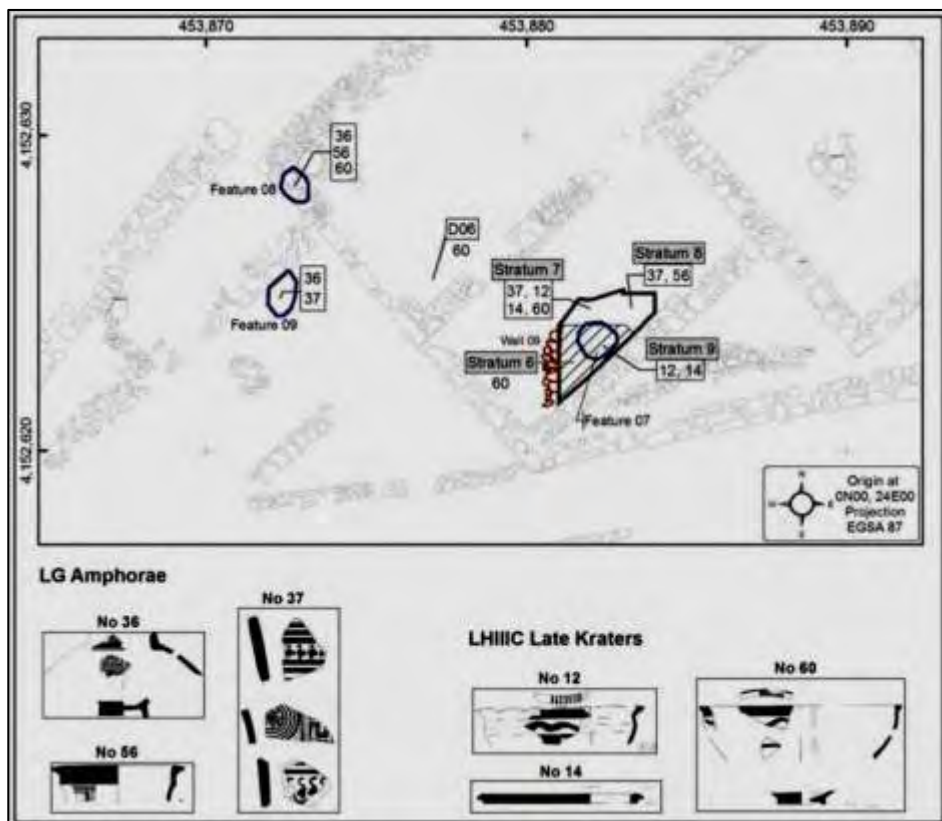 453,870
453,880
453,890
4,152,630
4,152,620
36
56
60
Feature 08
36
37
Feature 09
D06
60
Stratum 7
37, 12
14, 60
Stratum 8
37, 56
Wall 09
Stratum 6
60
Stratum 9
12, 14
Feature 07
N
E
S
Origin at
0N00, 24E00
Projection
EGSA 87
LG Amphorae
No 36
No 37
No 56
LHIIIC Late Kraters
No 12
No 60
No 14